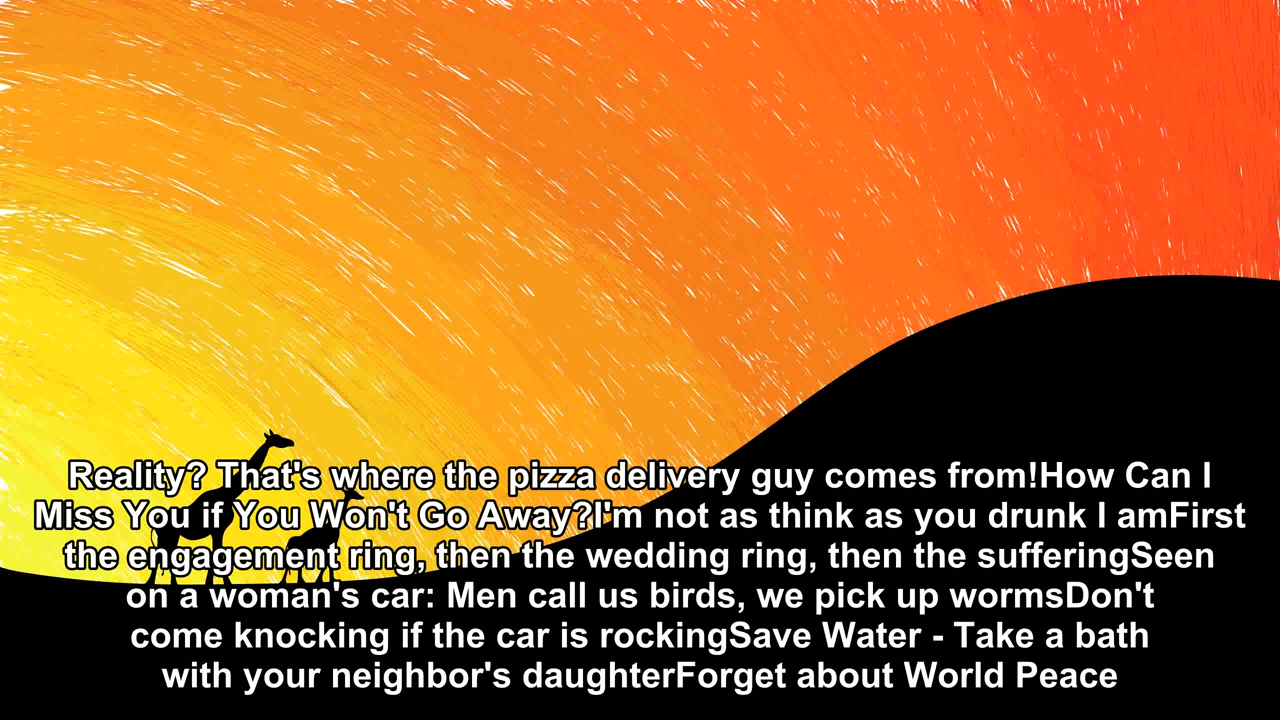 Reality? That's where the pizza delivery guy comes from!How Can I
Miss You if You Won't Go Away?I'm not as think as you drunk I amFirst
the engagement ring, then the wedding ring, then the sufferingSeen
on a woman's car: Men call us birds, we pick up wormsDon't
come knocking if the car is rockingSave Water - Take a bath
with your neighbor's daughterForget about World Peace